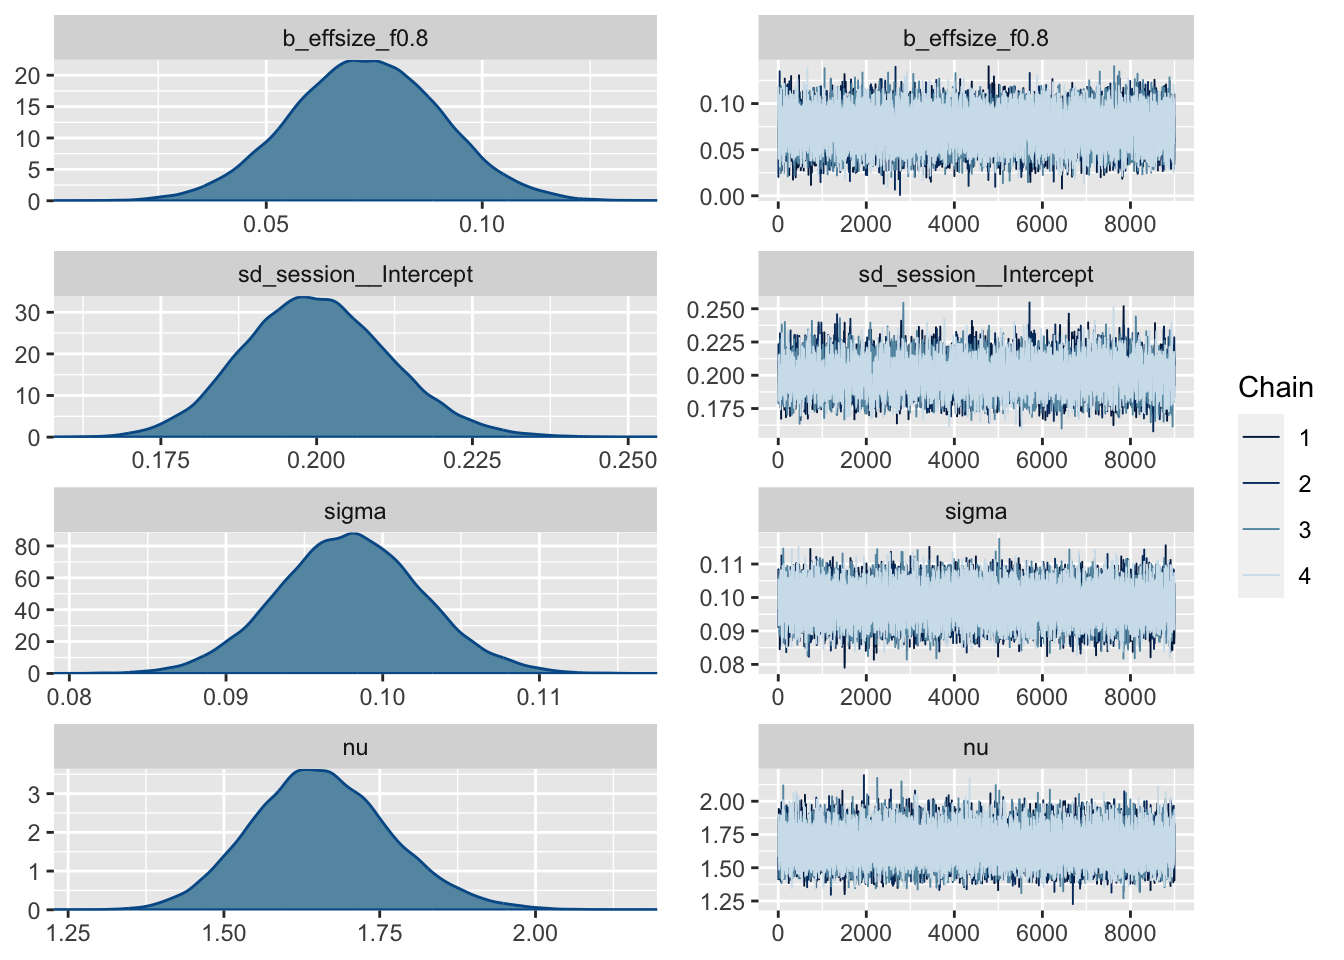 b_effsize_f0.8
20
15
10
5
0
0.05 0.10
b_effsize_f0.8
0.10
0.05
0.00
0 2000 4000 6000 8000
sd_session__Intercept
30
20
10
0
0.175 0.200 0.225 0.250
sd_session__Intercept
0.250
0.225
0.200
0.175
0 2000 4000 6000 8000
sigma
80
60
40
20
0
0.08 0.09 0.10 0.11
sigma
0.11
0.10
0.09
0.08
0 2000 4000 6000 8000
nu
3
2
1
0
1.25 1.50 1.75 2.00
nu
2.00
1.75
1.50
1.25
0 2000 4000 6000 8000
Chain
1
2
3
4